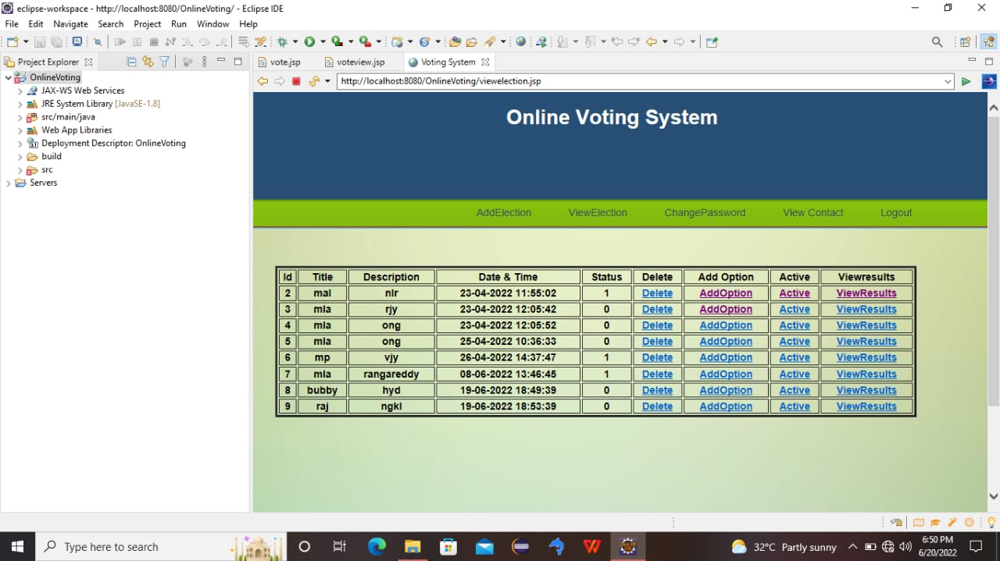 eclipse-workspace - http://localhost:8080/OnlineVoting/ - Eclipse IDE
File Edit Navigate Search Project Run Window Help
Project Explorer
vote.jsp voteview.jsp Voting System
http://localhost:8080/OnlineVoting/viewelection.jsp
OnlineVoting
JAX-WS Web Services
JRE System Library [JavaSE-1.8]
src/main/java
Web App Libraries
Deployment Descriptor: OnlineVoting
build
src
Servers
Online Voting System
AddElection ViewElection ChangePassword View Contact Logout
Id Title Description Date & Time Status Delete Add Option Active Viewresults
2 mal nlr 23-04-2022 11:55:02 1 Delete AddOption Active ViewResults
3 mla rjy 23-04-2022 12:05:42 0 Delete AddOption Active ViewResults
4 mla ong 23-04-2022 12:05:52 0 Delete AddOption Active ViewResults
5 mla ong 25-04-2022 10:36:33 0 Delete AddOption Active ViewResults
6 mp vjy 26-04-2022 14:37:47 1 Delete AddOption Active ViewResults
7 mla rangareddy 08-06-2022 13:46:45 1 Delete AddOption Active ViewResults
8 bubby hyd 19-06-2022 18:49:39 0 Delete AddOption Active ViewResults
9 raj ngkl 19-06-2022 18:53:39 0 Delete AddOption Active ViewResults
Type here to search
32°C Partly sunny
6:50 PM
6/20/2022